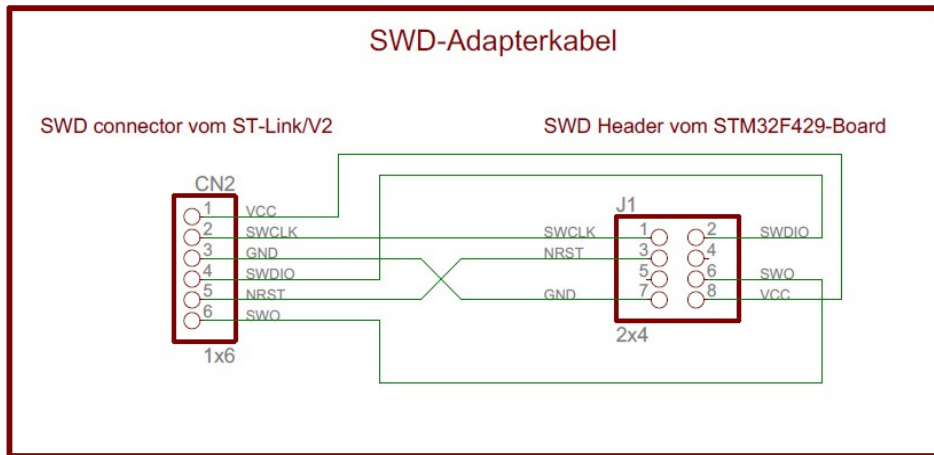 SWD-Adapterkabel
SWD connector vom ST-Link/V2
SWD Header vom STM32F429-Board
CN2
1 VCC
2 SWCLK
3 GND
4 SWDIO
5 NRST
6 SWO
1x6
J1
SWCLK 1 2 SWDIO
NRST 3 4
5 6 SWO
GND 7 8 VCC
2x4